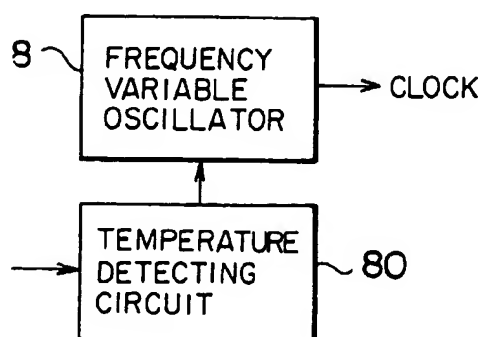 8
FREQUENCY
VARIABLE
OSCILLATOR
CLOCK
TEMPERATURE
DETECTING
CIRCUIT
80